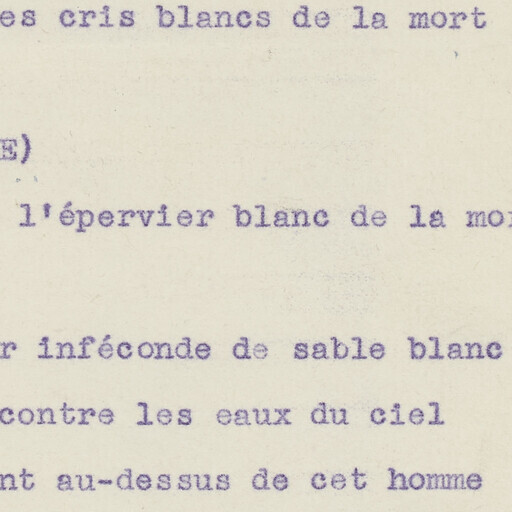 es cris blancs de la mort
E)
l'épervier blanc de la mor
r inféconde de sable blanc
contre les eaux du ciel
nt au-dessus de cet homme